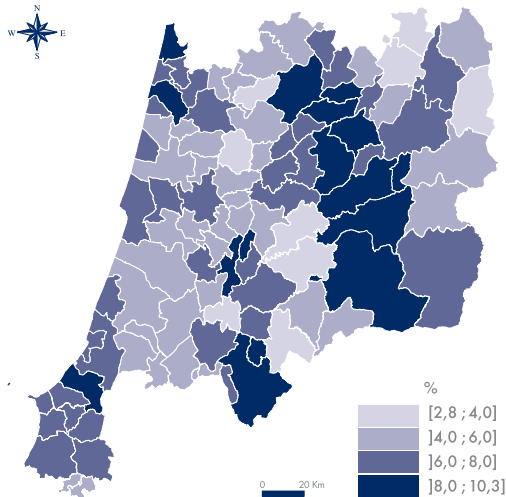 N
W E
S
%
]2,8 ; 4,0]
]4,0 ; 6,0]
]6,0 ; 8,0]
]8,0 ; 10,3]
0 20 Km